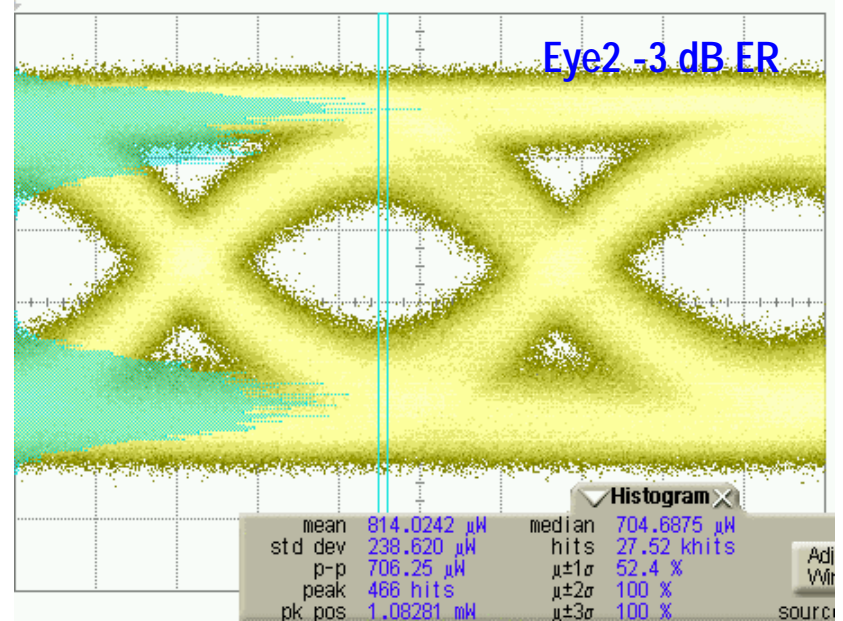 Eye2 -3 dB ER
Histogram
mean 814.0242 µW median 704.6875 µW
std dev 238.620 µW hits 27.52 khits
p-p 706.25 µW µ±1σ 52.4 %
peak 466 hits µ±2σ 100 %
pk pos 1.08281 mW µ±3σ 100 %